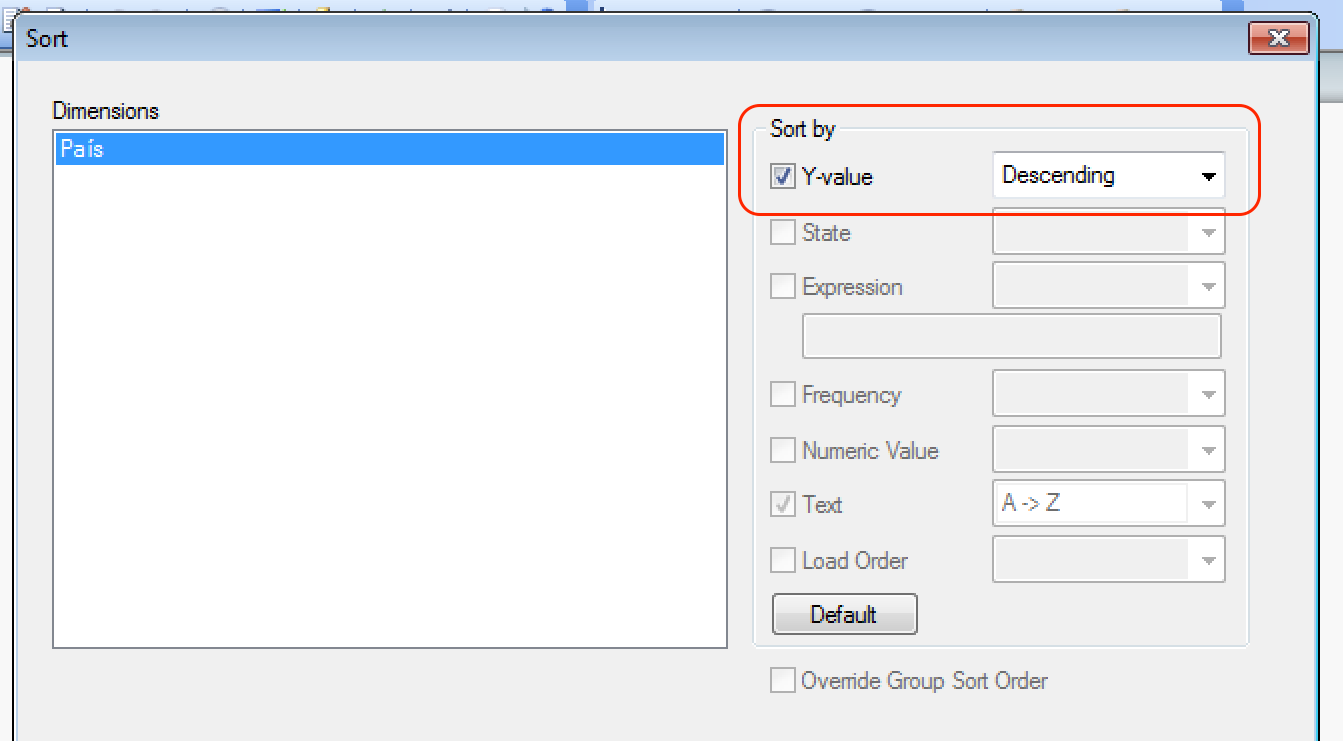 Sort
Dimensions
País
Sort by
Y-value
Descending
State
Expression
Frequency
Numeric Value
Text
A -> Z
Load Order
Default
Override Group Sort Order